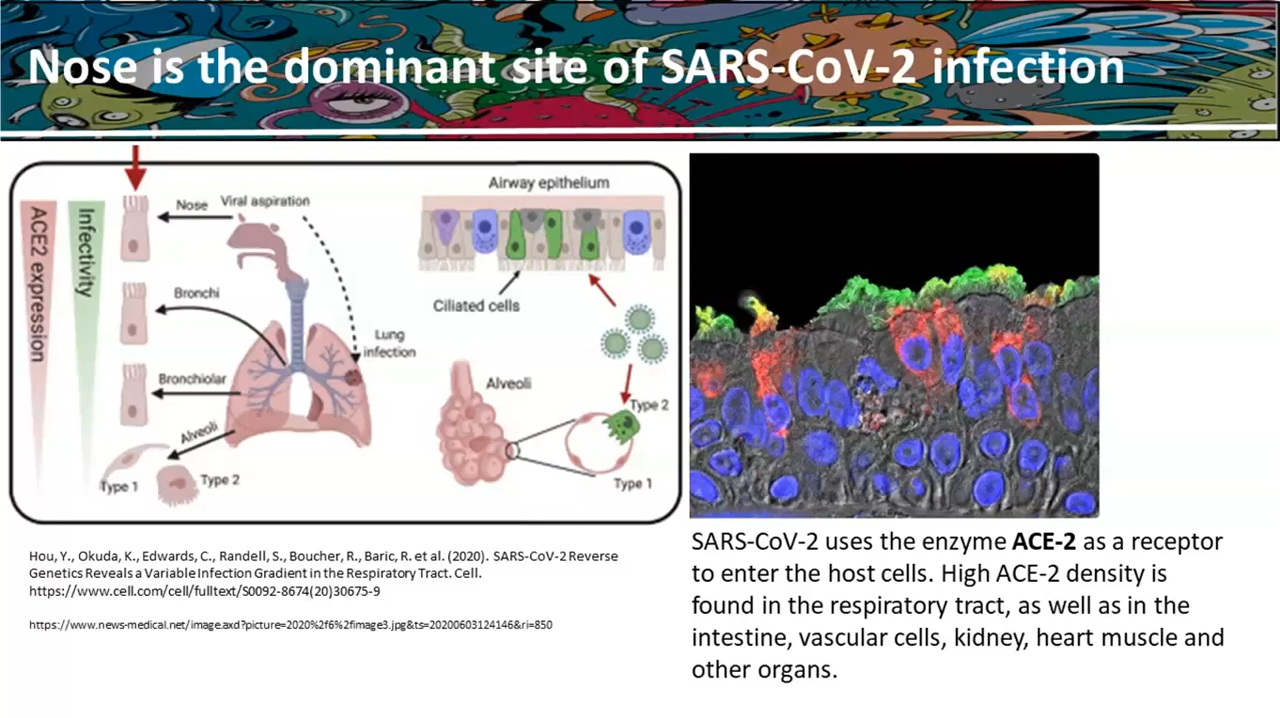 Nose is the dominant site of SARS-CoV-2 infection
ACE2 expression
Infectivity
Nose
Viral aspiration
Bronchi
Lung
infection
Bronchiolar
Alveoli
Type 1
Type 2
Airway epithelium
Ciliated cells
Alveoli
Type 2
Type 1
Hou, Y., Okuda, K., Edwards, C., Randell, S., Boucher, R., Baric, R. et al. (2020). SARS-CoV-2 Reverse
Genetics Reveals a Variable Infection Gradient in the Respiratory Tract. Cell.
https://www.cell.com/cell/fulltext/S0092-8674(20)30675-9
https://www.news-medical.net/image.axd?picture=2020%2f6%2fimage3.jpg&ts=20200603124146&ri=850
SARS-CoV-2 uses the enzyme ACE-2 as a receptor
to enter the host cells. High ACE-2 density is
found in the respiratory tract, as well as in the
intestine, vascular cells, kidney, heart muscle and
other organs.